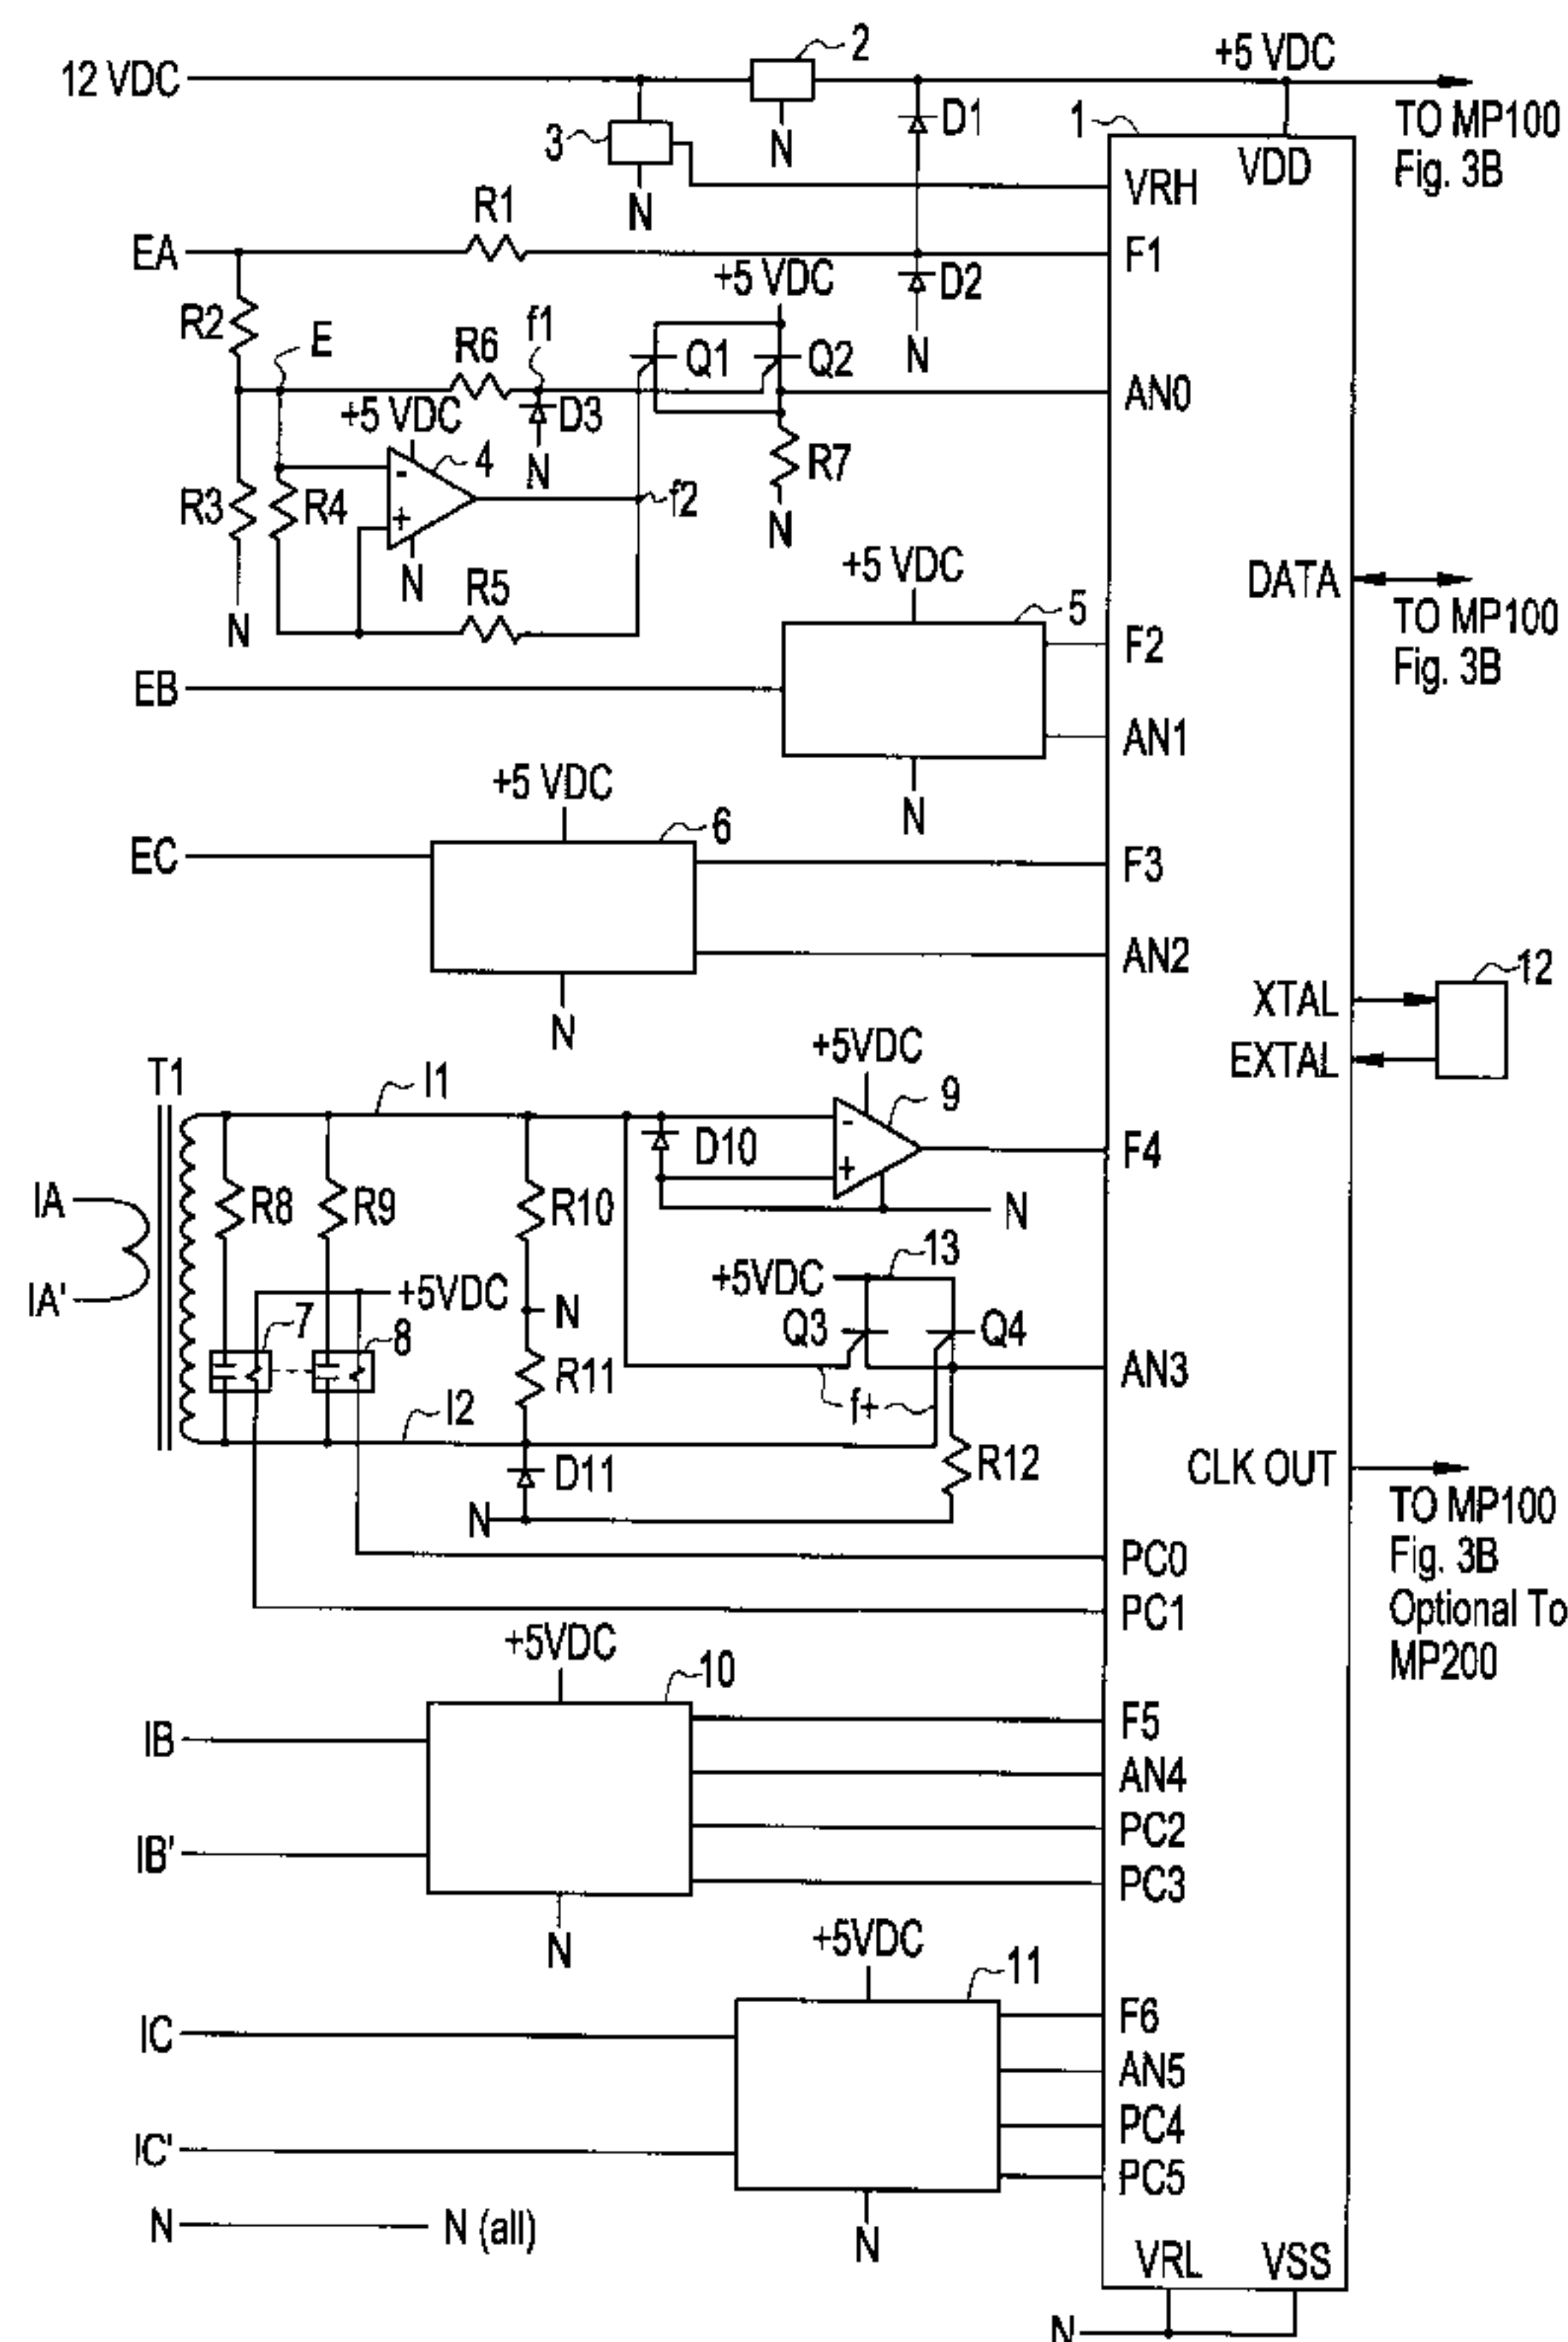 2
12 VDC
+5 VDC
TO MP100
Fig. 3B
3
N
N
D1
1
VDD
VRH
EA
R1
F1
+5 VDC
D2
N
R2
E
R6
f1
Q1
Q2
AN0
+5 VDC
D3
N
4
R7
N
R3
R4
-
+
f2
N
R5
N
+5 VDC
DATA
TO MP100
Fig. 3B
5
F2
EB
AN1
N
+5 VDC
6
EC
F3
AN2
N
12
XTAL
EXTAL
+5VDC
T1
I1
9
-
+
D10
F4
IA
R8
R9
R10
N
IA'
+5VDC
7
8
N
+5VDC
13
Q3
Q4
R11
AN3
f+
I2
D11
R12
N
CLK OUT
TO MP100
Fig. 3B
Optional To
MP200
PC0
PC1
+5VDC
10
IB
F5
AN4
IB'
PC2
PC3
N
+5VDC
11
IC
F6
AN5
IC'
PC4
PC5
N
N (all)
N
VRL
VSS
N